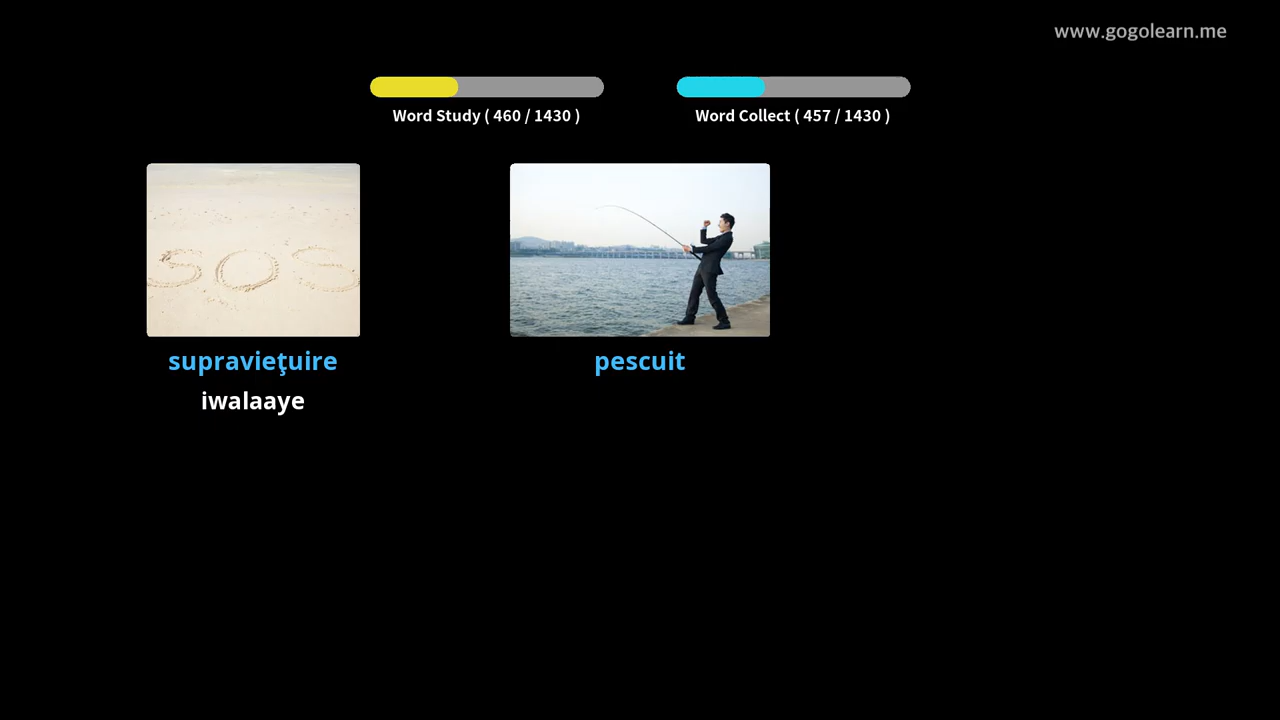 www.gogolearn.me
Word Study ( 460 / 1430 )
Word Collect ( 457 / 1430 )
SOS
supravieţuire
pescuit
iwalaaye